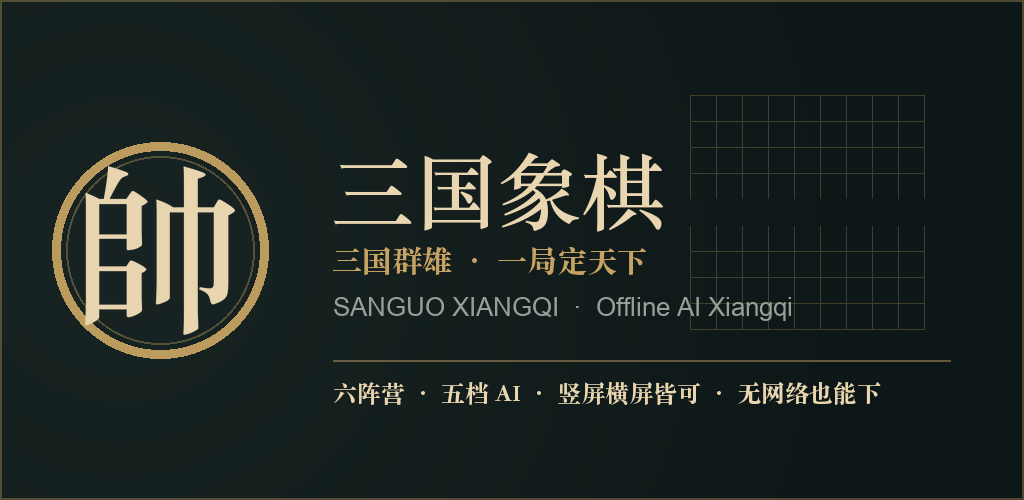 帥
三国象棋
三国群雄 · 一局定天下
SANGUO XIANGQI · Offline AI Xiangqi
六阵营 · 五档 AI · 竖屏横屏皆可 · 无网络也能下